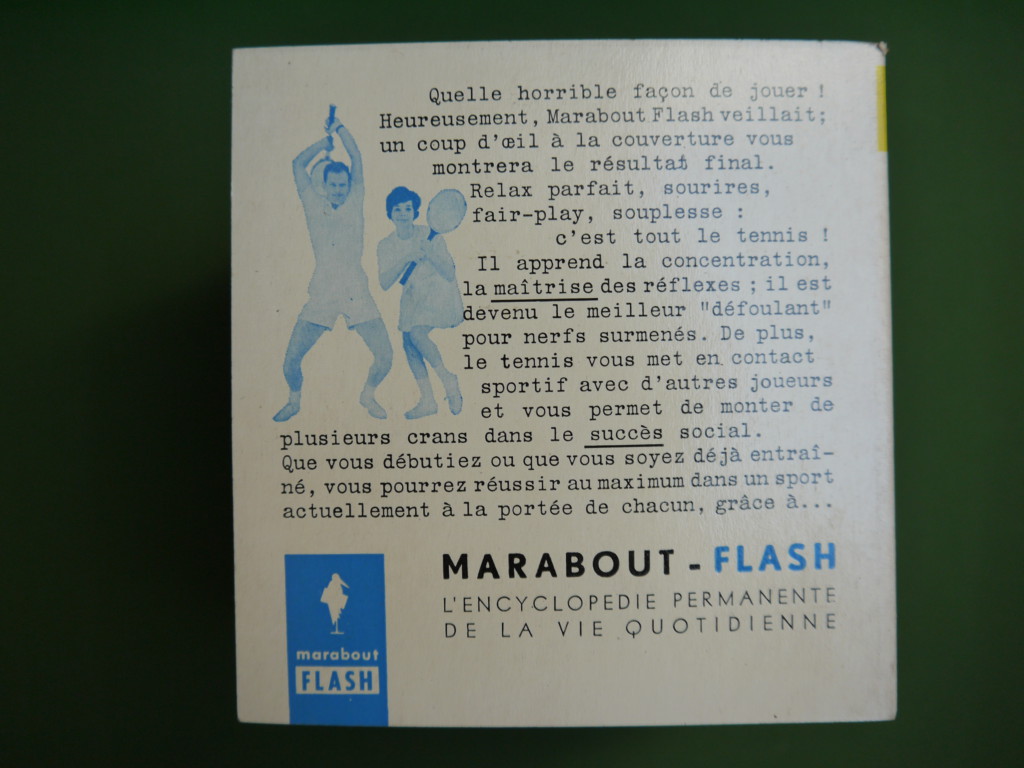 Quelle horrible façon de jouer !
Heureusement, Marabout Flash veillait;
un coup d'œil à la couverture vous
montrera le résultat final.
Relax parfait, sourires,
fair-play, souplesse :
c'est tout le tennis !
Il apprend la concentration,
la maîtrise des réflexes ; il est
devenu le meilleur "défoulant"
pour nerfs surmenés. De plus,
le tennis vous met en contact
sportif avec d'autres joueurs
et vous permet de monter de
plusieurs crans dans le succès social.
Que vous débutiez ou que vous soyez déjà entraî-
né, vous pourrez réussir au maximum dans un sport
actuellement à la portée de chacun, grâce à...
MARABOUT - FLASH
L'ENCYCLOPEDIE PERMANENTE
DE LA VIE QUOTIDIENNE
marabout
FLASH